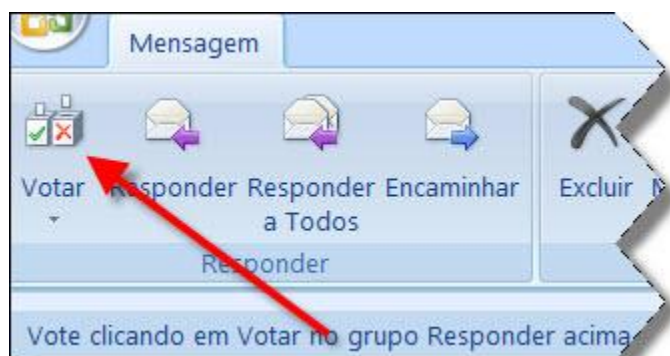 Mensagem
Votar
Responder
Responder a Todos
Encaminhar
Excluir
Responder
Vote clicando em Votar no grupo Responder acima